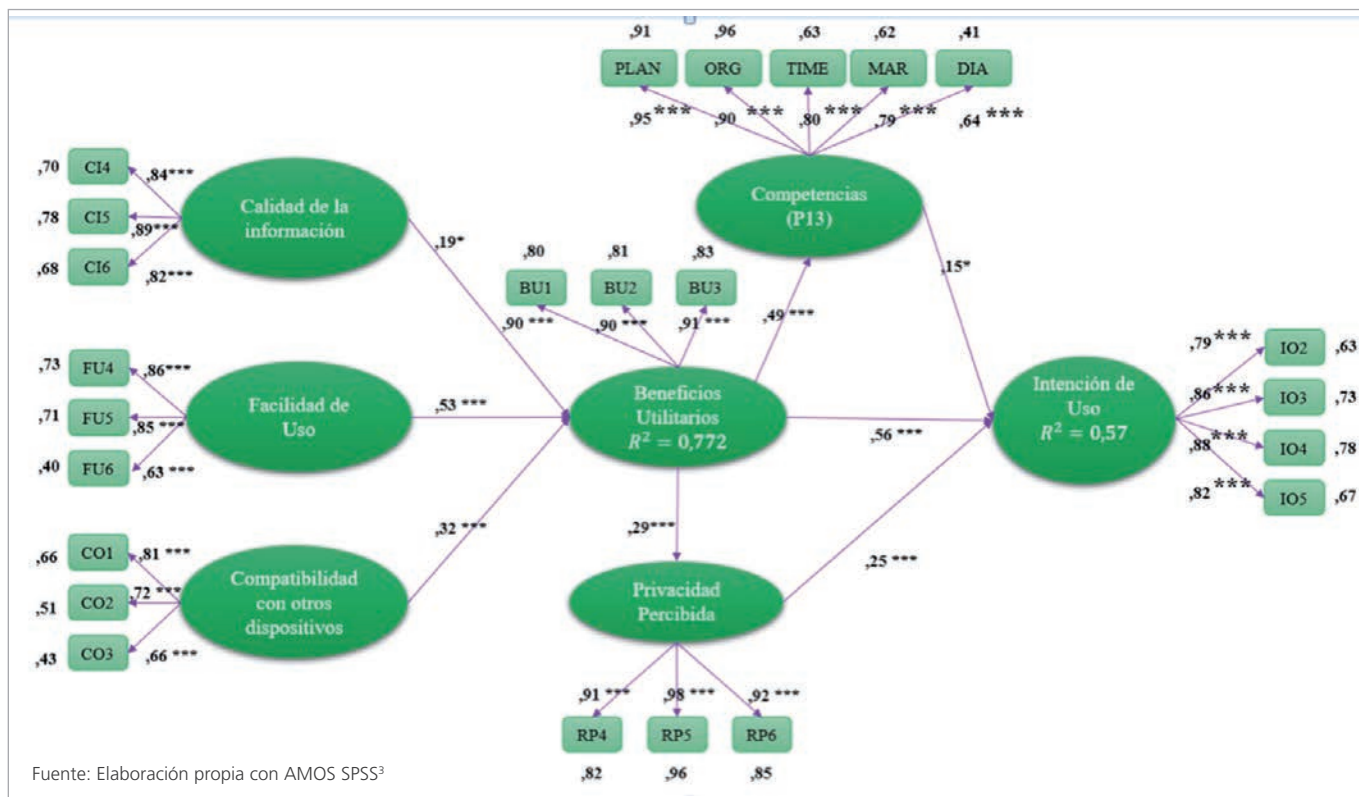 ,91 ,96 ,63 ,62 ,41
PLAN ORG TIME MAR DIA
,95*** ,90 *** ,80 *** ,79 *** ,64 ***
Competencias
(P13)
,70 CI4 ,84***
,78 CI5 ,89***
,68 CI6 ,82***
Calidad de la
información
,19*
,80 ,81 ,83
BU1 BU2 BU3
,90 *** ,90 *** ,91 ***
,49 ***
,15*
,73 FU4 ,86***
,71 FU5 ,85 ***
,40 FU6 ,63 ***
Facilidad de
Uso
,53 ***
Beneficios
Utilitarios
R² = 0,772
,56 ***
Intención de
Uso
R² = 0,57
,79 *** IO2 ,63
,86 *** IO3 ,73
,88 *** IO4 ,78
,82 *** IO5 ,67
,66 CO1 ,81 ***
,51 CO2 ,72 ***
,43 CO3 ,66 ***
Compatibilidad
con otros
dispositivos
,32 ***
,29***
,25 ***
Privacidad
Percibida
,91 *** ,98 *** ,92 ***
RP4 RP5 RP6
,82 ,96 ,85
Fuente: Elaboración propia con AMOS SPSS³